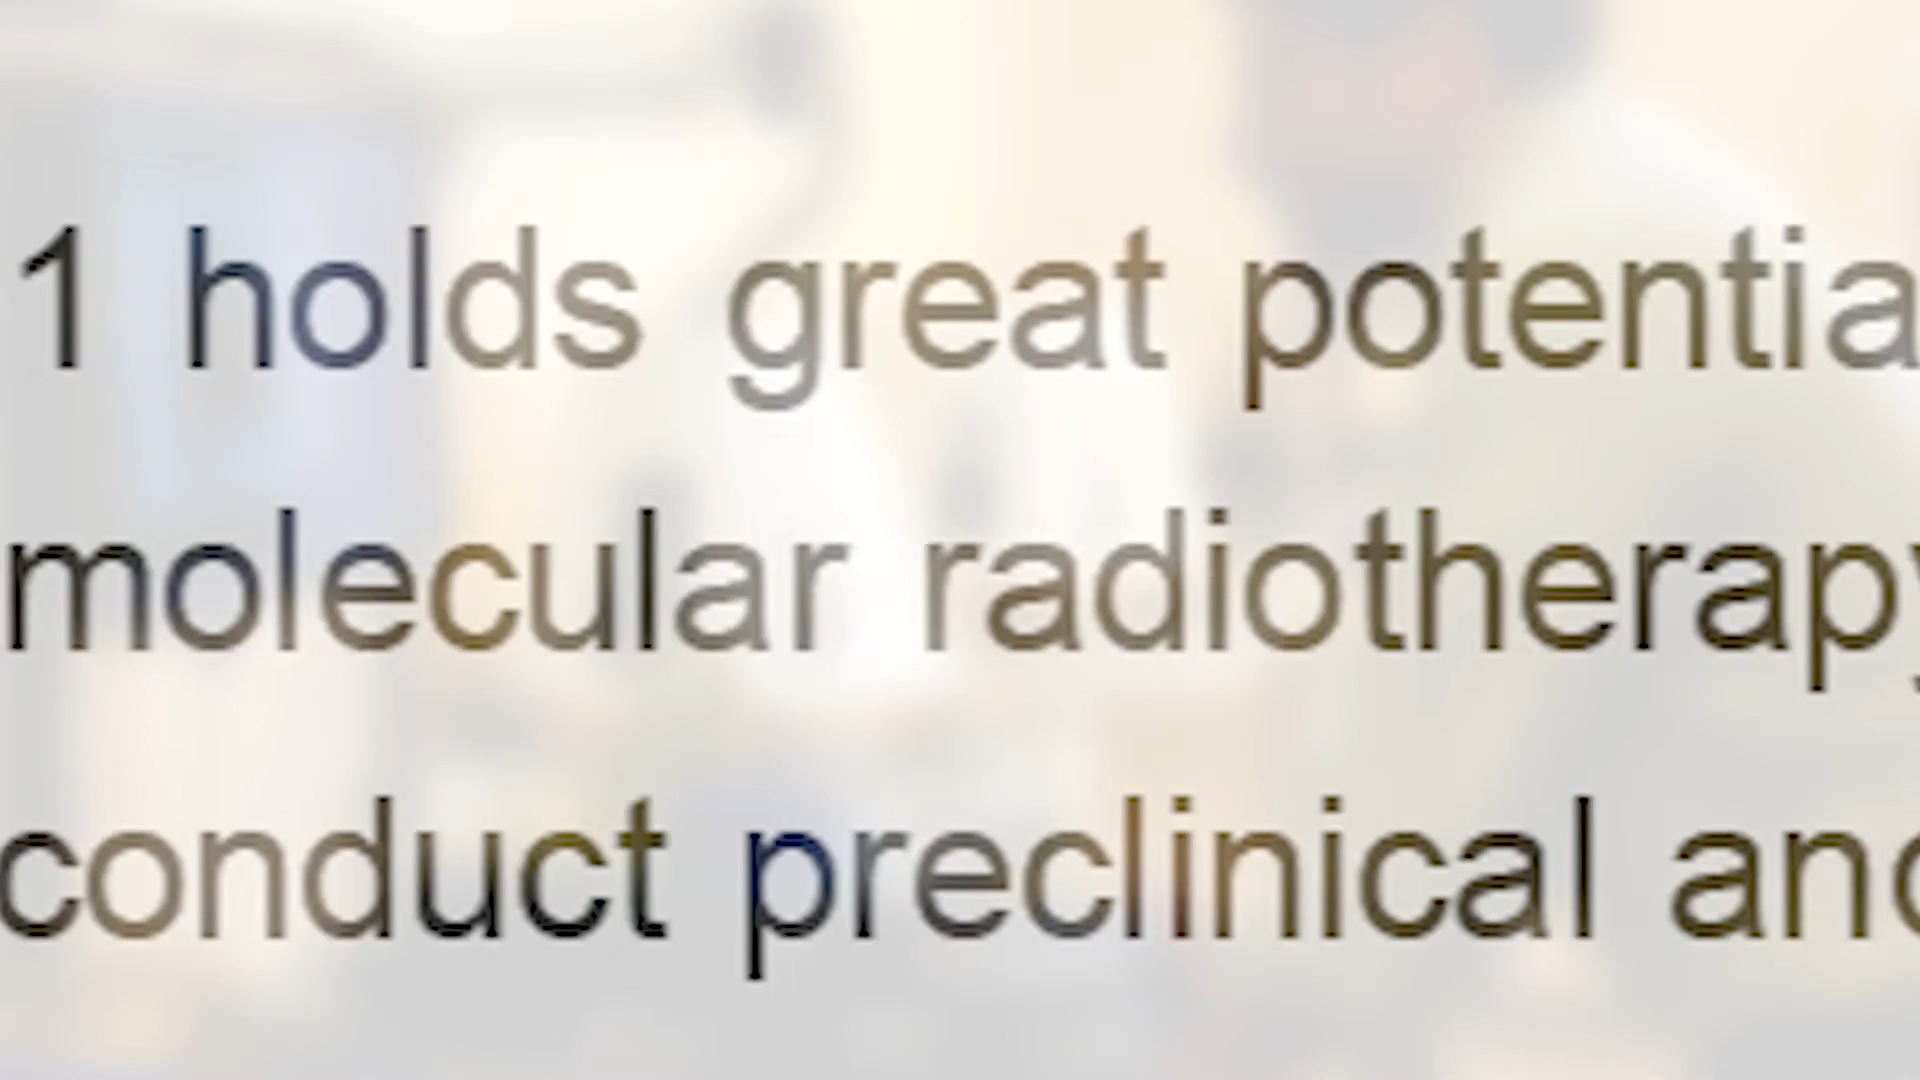 1 holds great potentia
molecular radiotherapy
conduct preclinical and